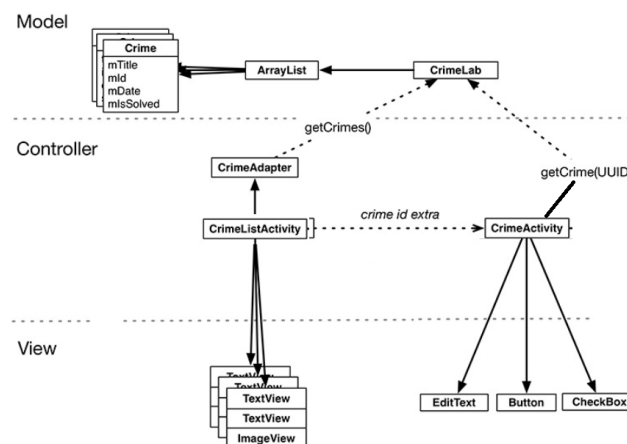 Model
Crime
mTitle
mId
mDate
mIsSolved
ArrayList
CrimeLab
getCrimes()
Controller
CrimeAdapter
getCrime(UUID
CrimeListActivity
crime id extra
CrimeActivity
View
TextView
TextView
TextView
TextView
ImageView
EditText
Button
CheckBox